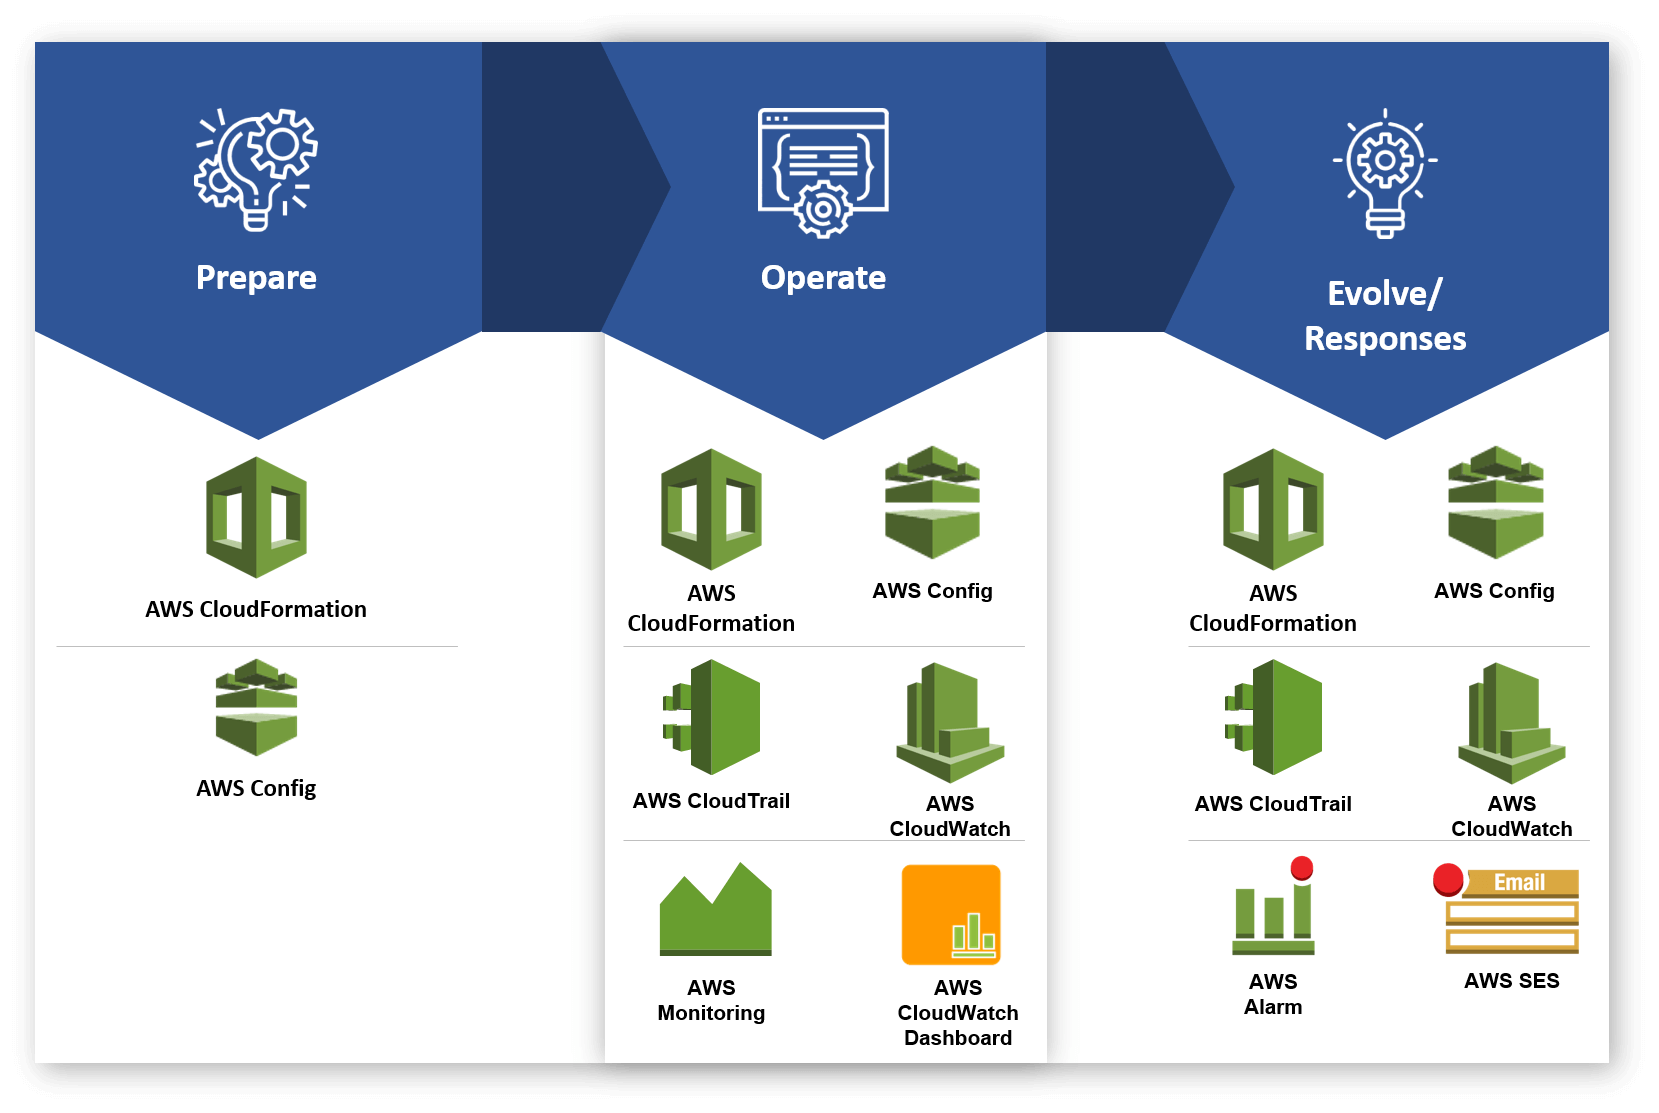 Prepare
Operate
Evolve/
Responses
AWS CloudFormation
AWS Config
AWS
CloudFormation
AWS Config
AWS CloudTrail
AWS
CloudWatch
AWS
Monitoring
AWS
CloudWatch
Dashboard
AWS
CloudFormation
AWS Config
AWS CloudTrail
AWS
CloudWatch
AWS
Alarm
Email
AWS SES